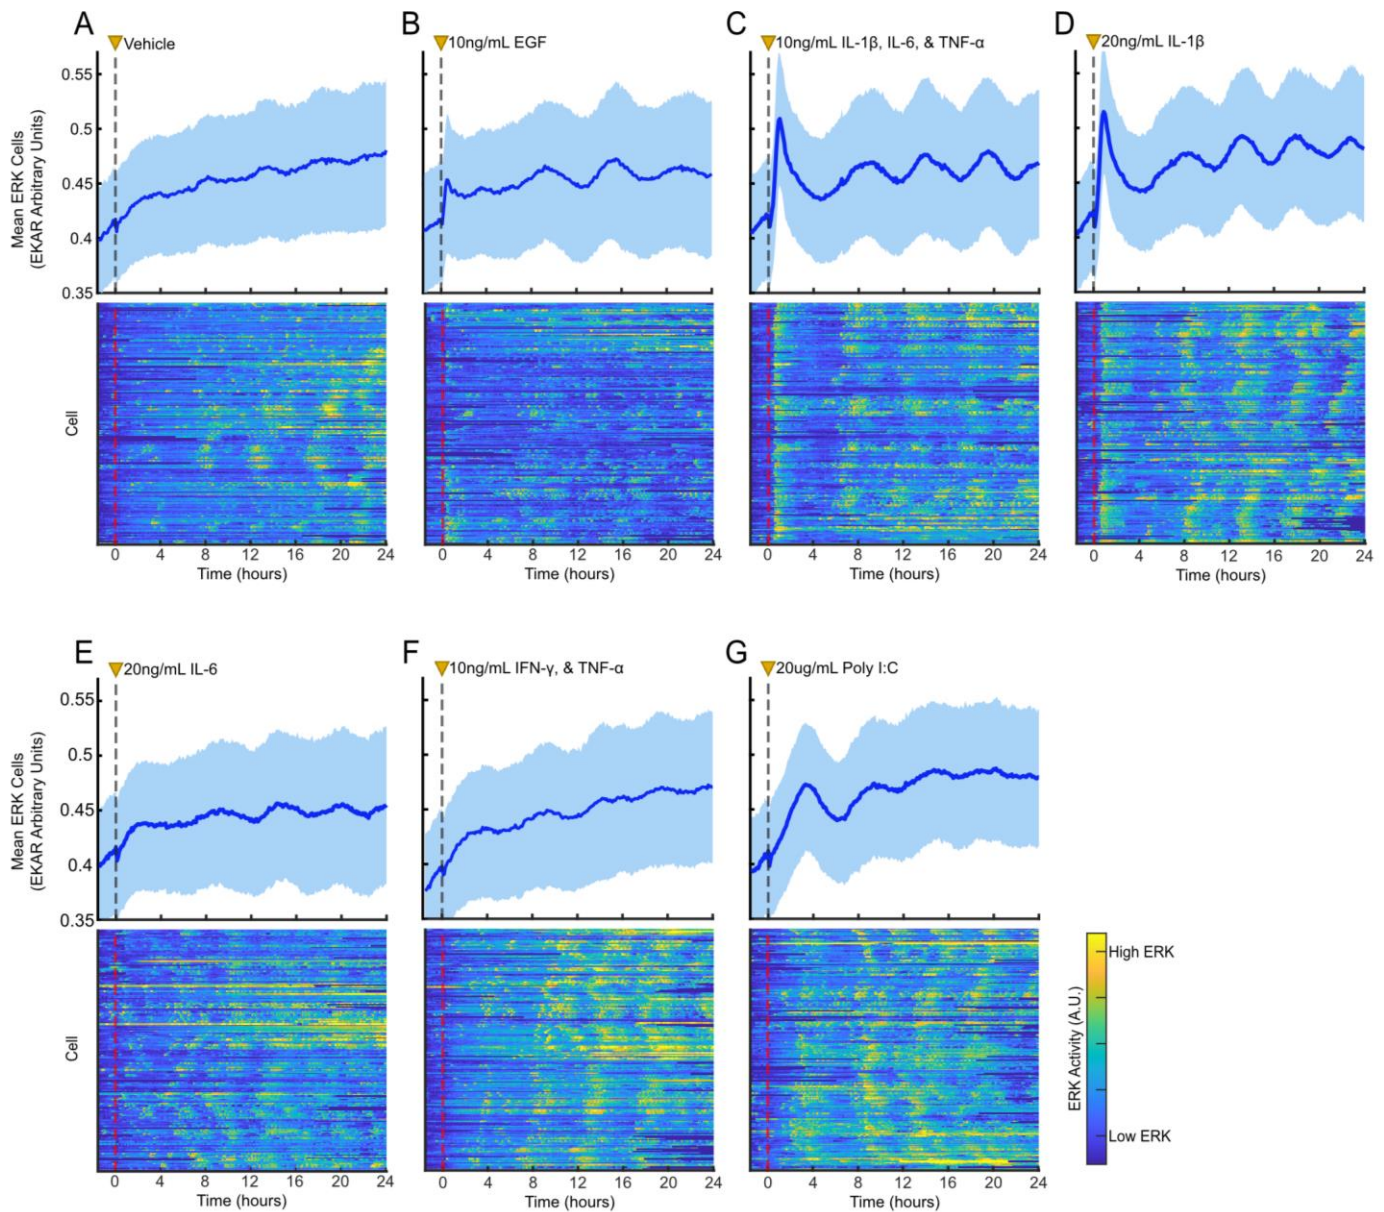 A
Vehicle
B
10ng/mL EGF
C
10ng/mL IL-1β, IL-6, & TNF-α
D
20ng/mL IL-1β
Mean ERK Cells
(EKAR Arbitrary Units)
0.55
0.5
0.45
0.4
0.35
Cell
0 4 8 12 16 20 24
Time (hours)
0 4 8 12 16 20 24
Time (hours)
0 4 8 12 16 20 24
Time (hours)
0 4 8 12 16 20 24
Time (hours)
E
20ng/mL IL-6
F
10ng/mL IFN-γ, & TNF-α
G
20ug/mL Poly I:C
Mean ERK Cells
(EKAR Arbitrary Units)
0.55
0.5
0.45
0.4
0.35
Cell
0 4 8 12 16 20 24
Time (hours)
0 4 8 12 16 20 24
Time (hours)
0 4 8 12 16 20 24
Time (hours)
ERK Activity (A.U.)
High ERK
Low ERK